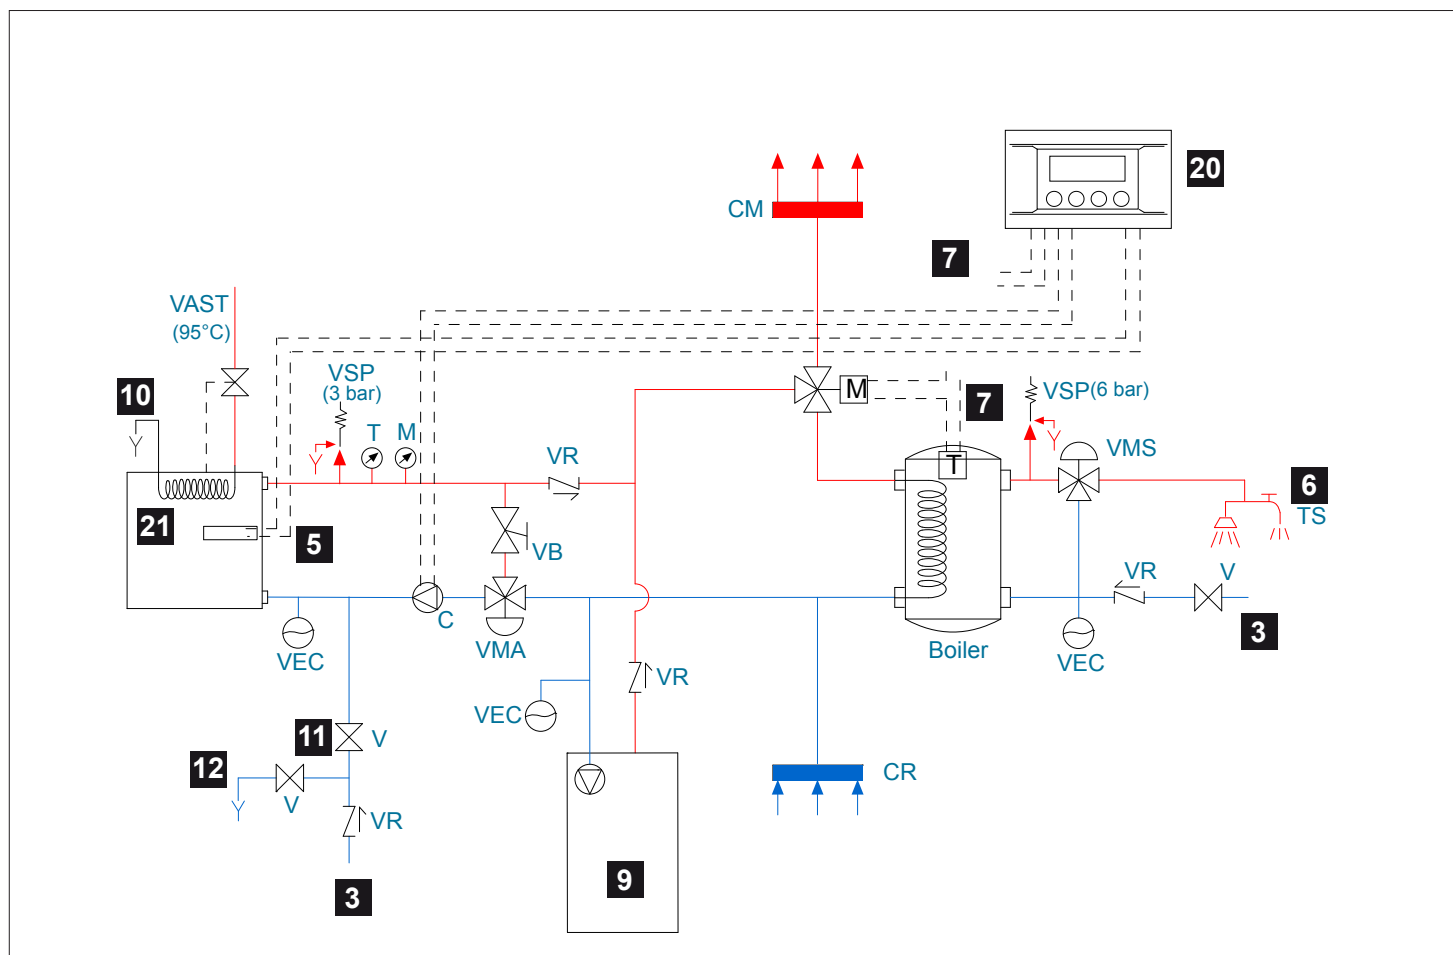 20
CM
7
VAST
(95°C)
VSP
(3 bar)
10
M
7
VSP (6 bar)
T
M
VR
VMS
T
6
TS
21
5
VB
VR
V
C
VMA
Boiler
VEC
VEC
3
VR
VEC
11
V
12
V
CR
VR
9
3